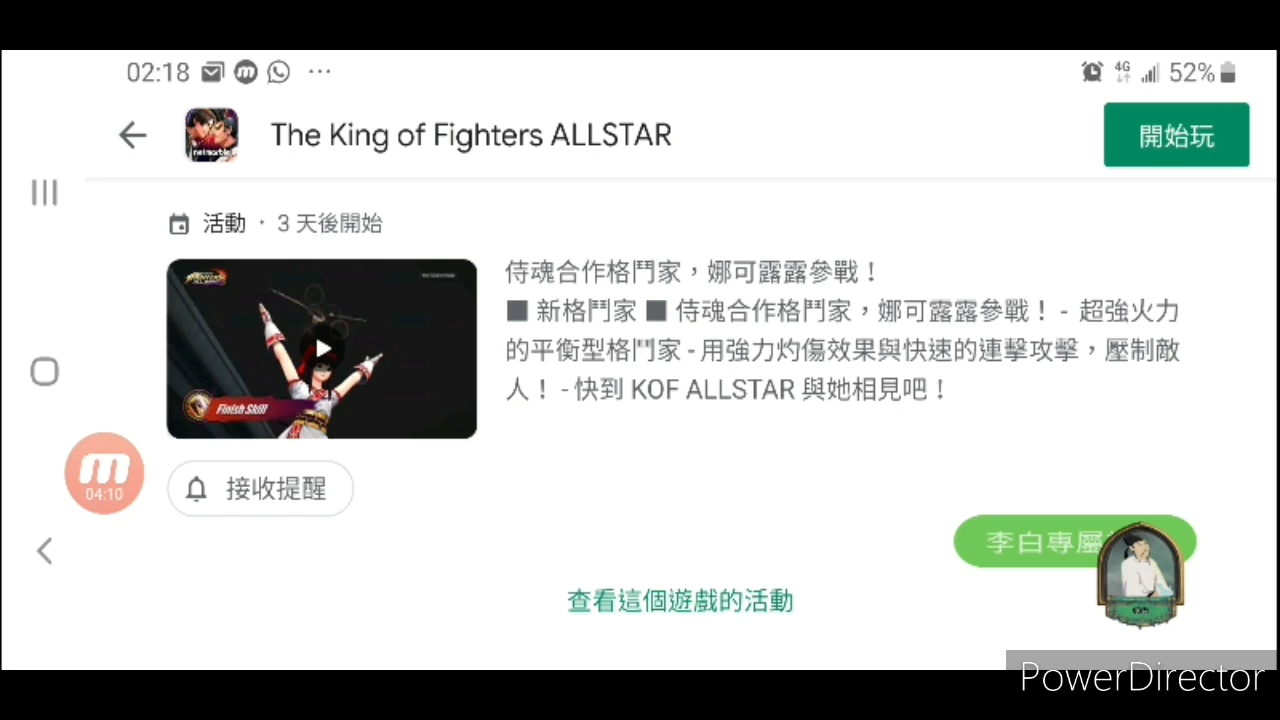 02:18
4G
52%
netmarble
The King of Fighters ALLSTAR
開始玩
活動 · 3 天後開始
侍魂合作格鬥家，娜可露露參戰！
■ 新格鬥家 ■ 侍魂合作格鬥家，娜可露露參戰！ - 超強火力
的平衡型格鬥家 - 用強力灼傷效果與快速的連擊攻擊，壓制敵
人！ - 快到 KOF ALLSTAR 與她相見吧！
Finish Skill
04:10
接收提醒
李白專屬
查看這個遊戲的活動
PowerDirector